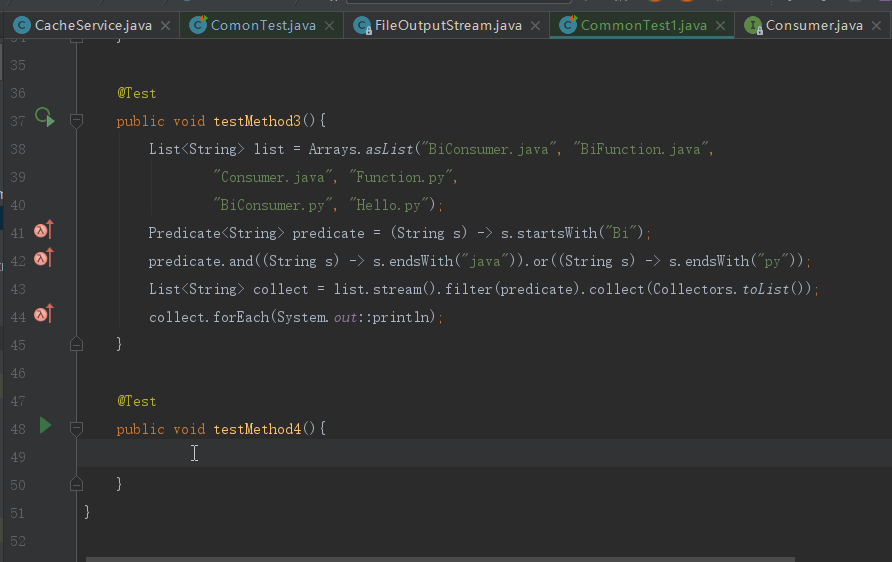 CacheService.java ComonTest.java FileOutputStream.java CommonTest1.java Consumer.java
35
36 @Test
37 public void testMethod3(){
38 List<String> list = Arrays.asList("BiConsumer.java", "BiFunction.java",
39 "Consumer.java", "Function.py",
40 "BiConsumer.py", "Hello.py");
41 Predicate<String> predicate = (String s) -> s.startsWith("Bi");
42 predicate.and((String s) -> s.endsWith("java")).or((String s) -> s.endsWith("py"));
43 List<String> collect = list.stream().filter(predicate).collect(Collectors.toList());
44 collect.forEach(System.out::println);
45 }
46
47 @Test
48 public void testMethod4(){
49
50 }
51 }
52